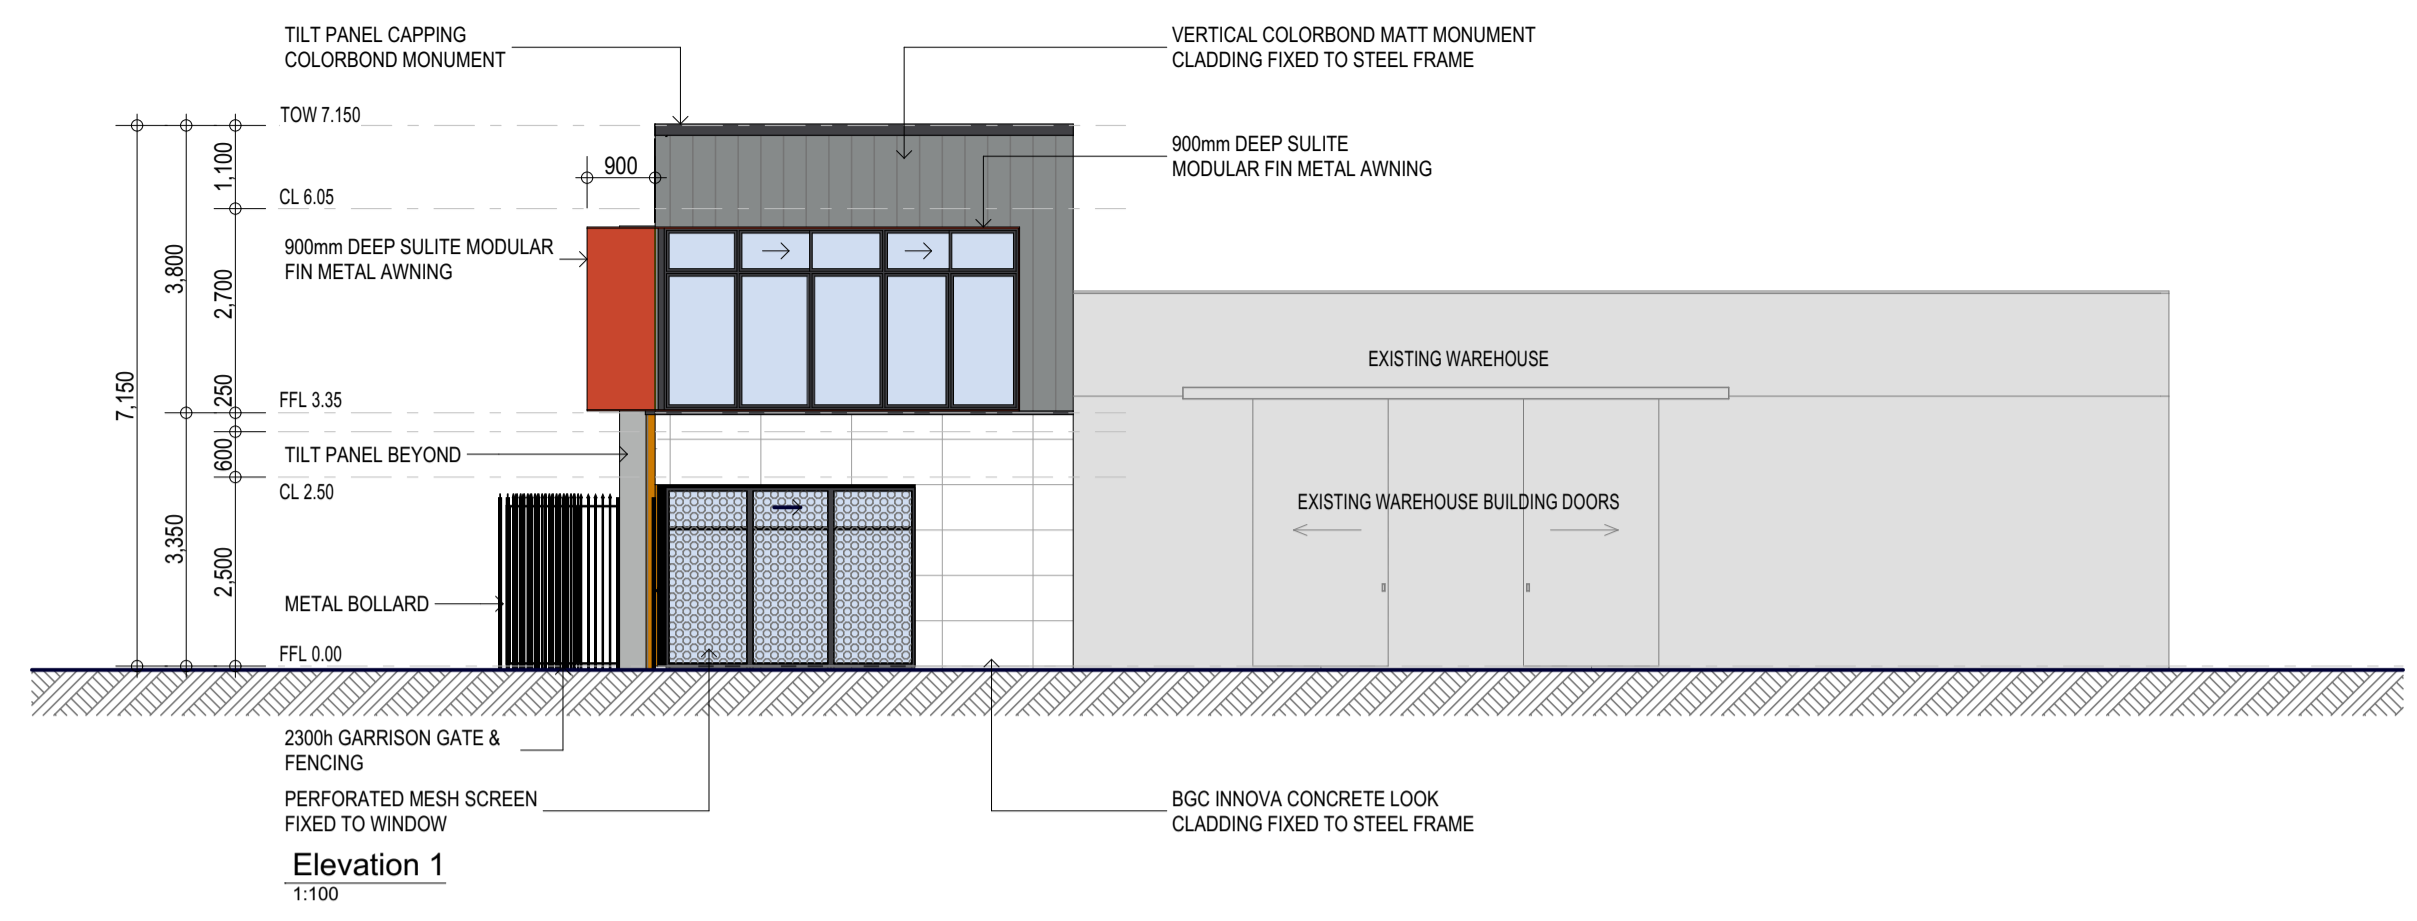 TILT PANEL CAPPING
COLORBOND MONUMENT
VERTICAL COLORBOND MATT MONUMENT
CLADDING FIXED TO STEEL FRAME
TOW 7.150
1,100
900
900mm DEEP SULITE
MODULAR FIN METAL AWNING
CL 6.05
900mm DEEP SULITE MODULAR
FIN METAL AWNING
3,800
2,700
EXISTING WAREHOUSE
7,150
250
FFL 3.35
600
TILT PANEL BEYOND
CL 2.50
EXISTING WAREHOUSE BUILDING DOORS
3,350
2,500
METAL BOLLARD
FFL 0.00
2300h GARRISON GATE &
FENCING
PERFORATED MESH SCREEN
FIXED TO WINDOW
BGC INNOVA CONCRETE LOOK
CLADDING FIXED TO STEEL FRAME
Elevation 1
1:100